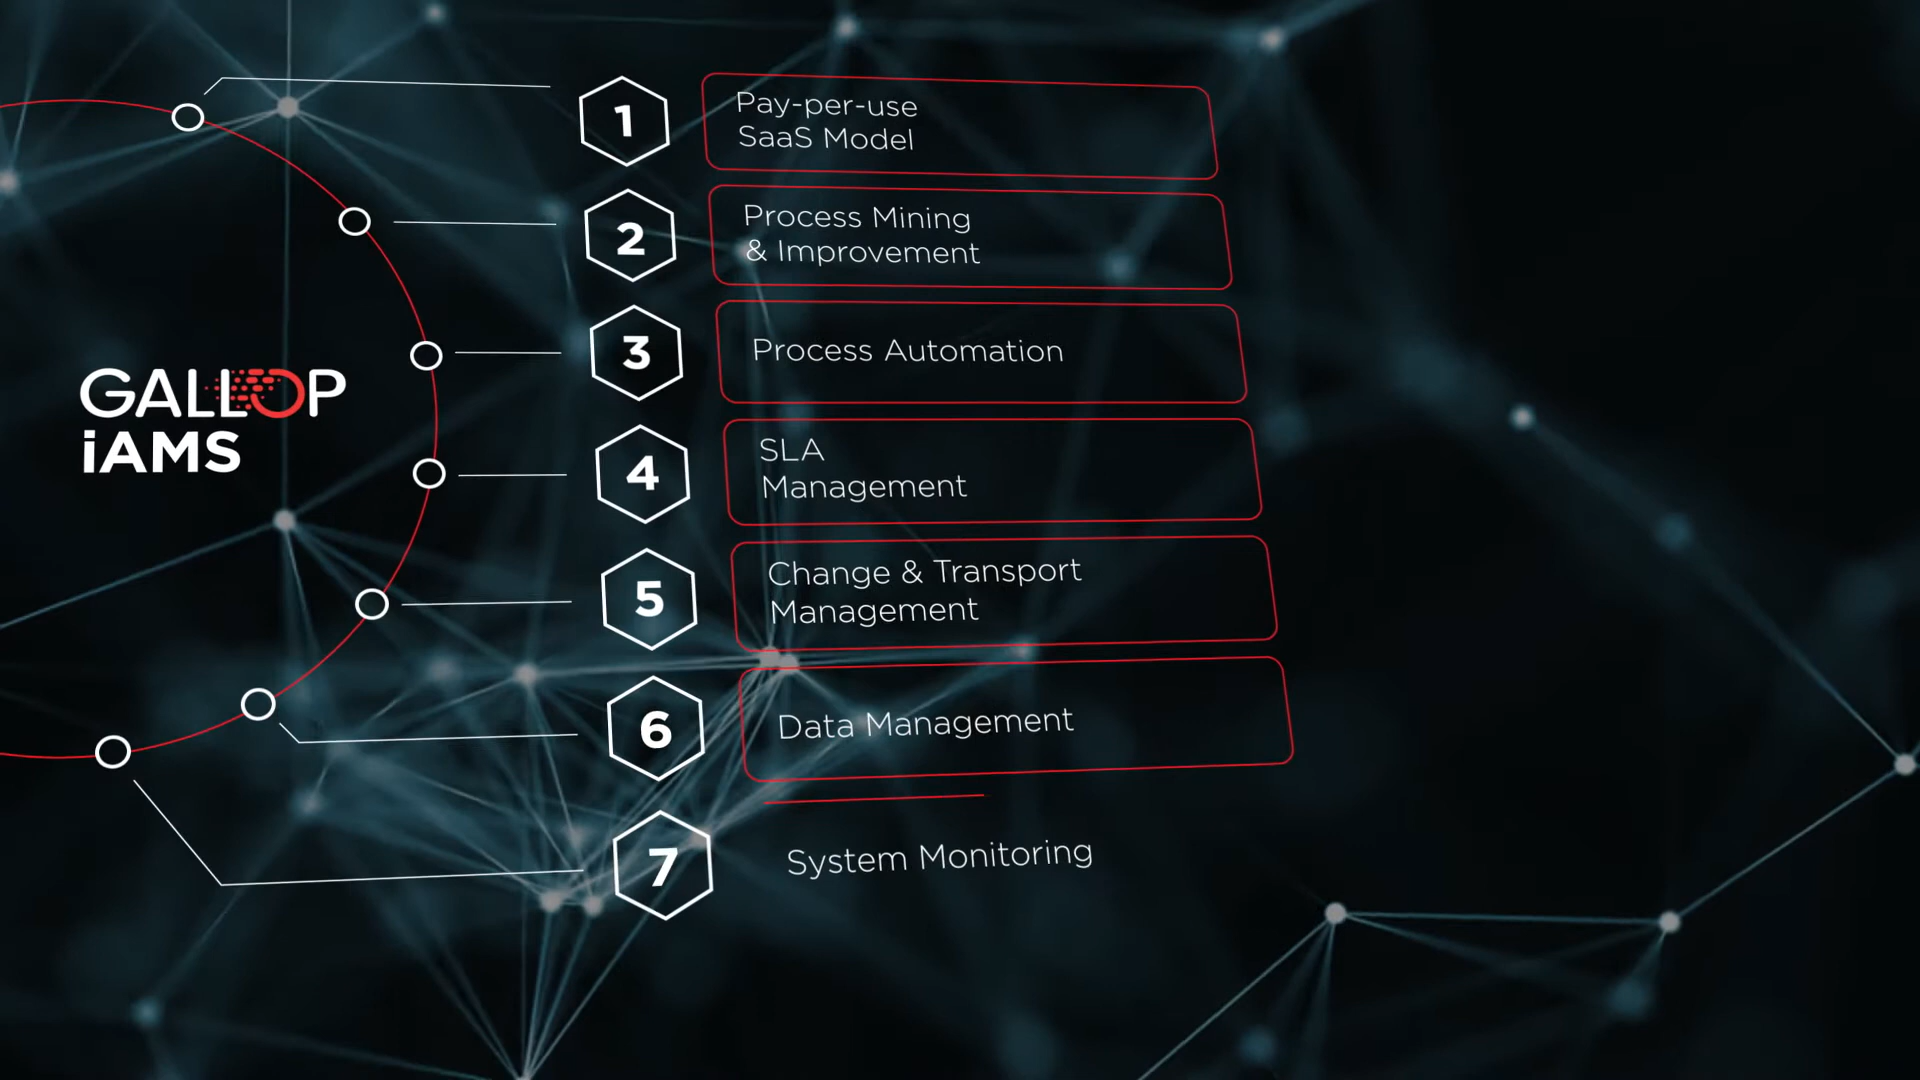 GALLOP
iAMS
1
Pay-per-use
SaaS Model
2
Process Mining
& Improvement
3
Process Automation
4
SLA
Management
5
Change & Transport
Management
6
Data Management
7
System Monitoring